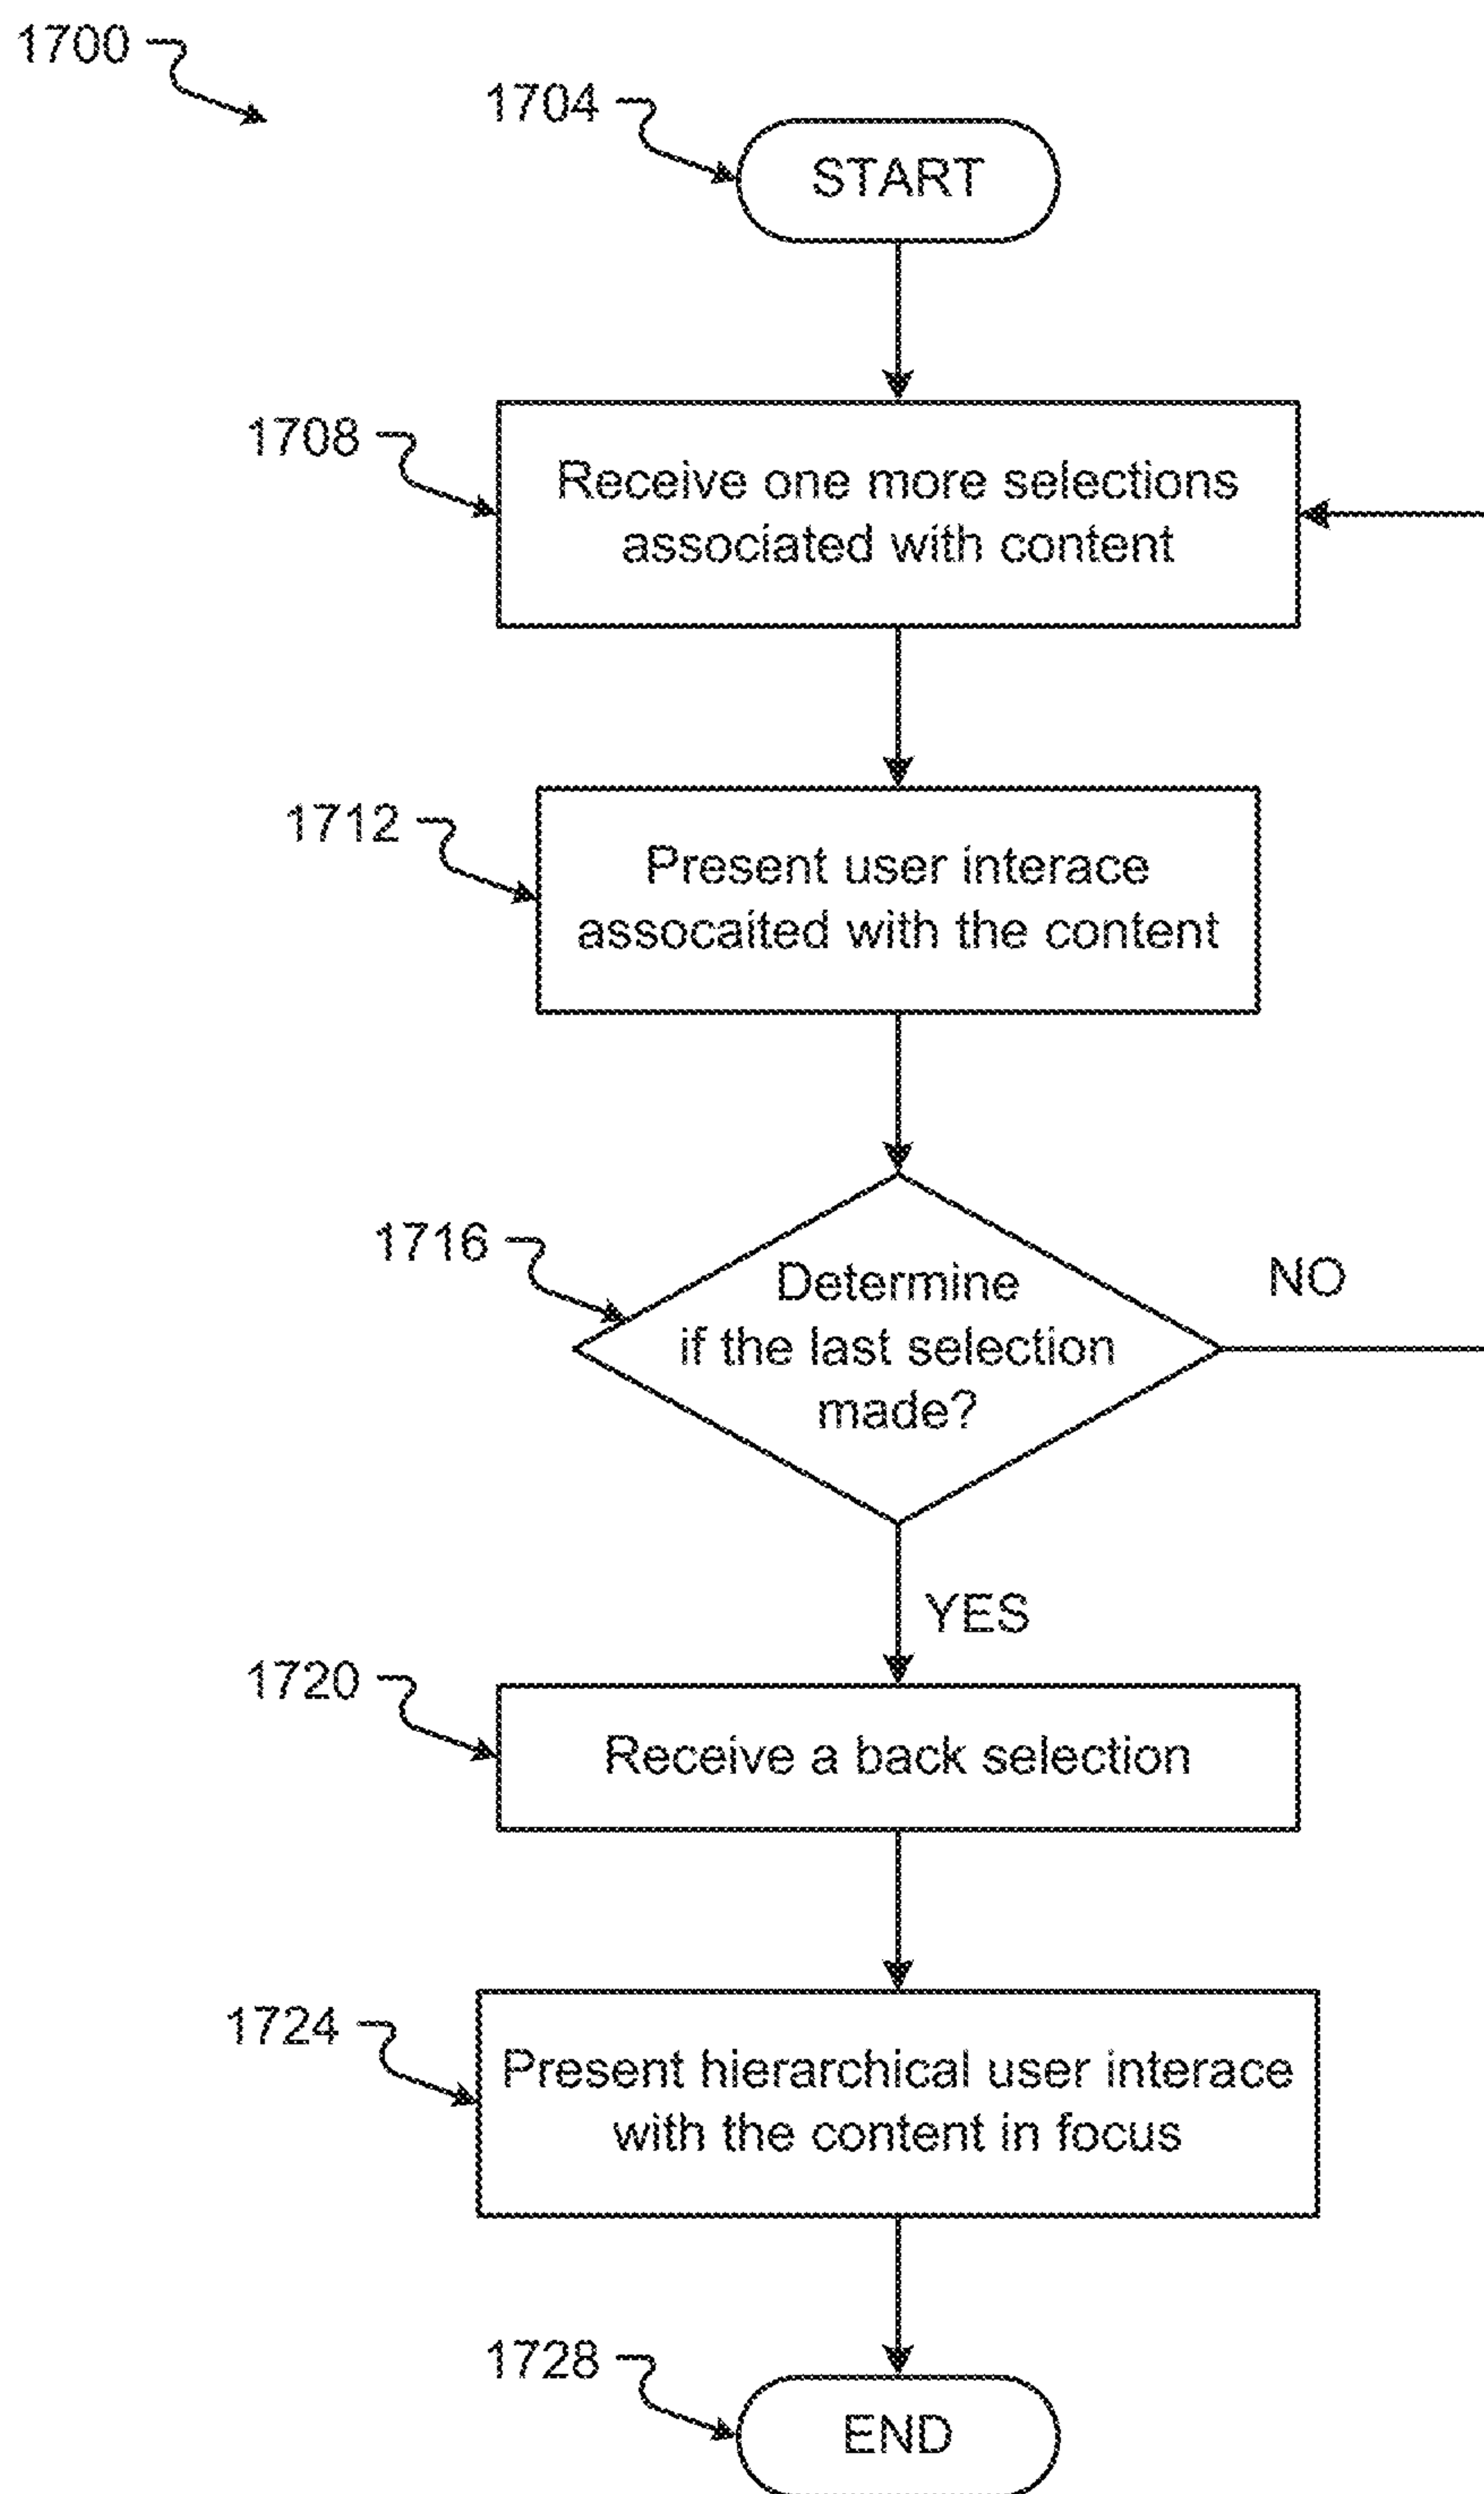 1700
1704
START
1708
Receive one more selections
associated with content
1712
Present user interace
assocaited with the content
1716
Determine
if the last selection
made?
NO
YES
1720
Receive a back selection
1724
Present hierarchical user interace
with the content in focus
1728
END